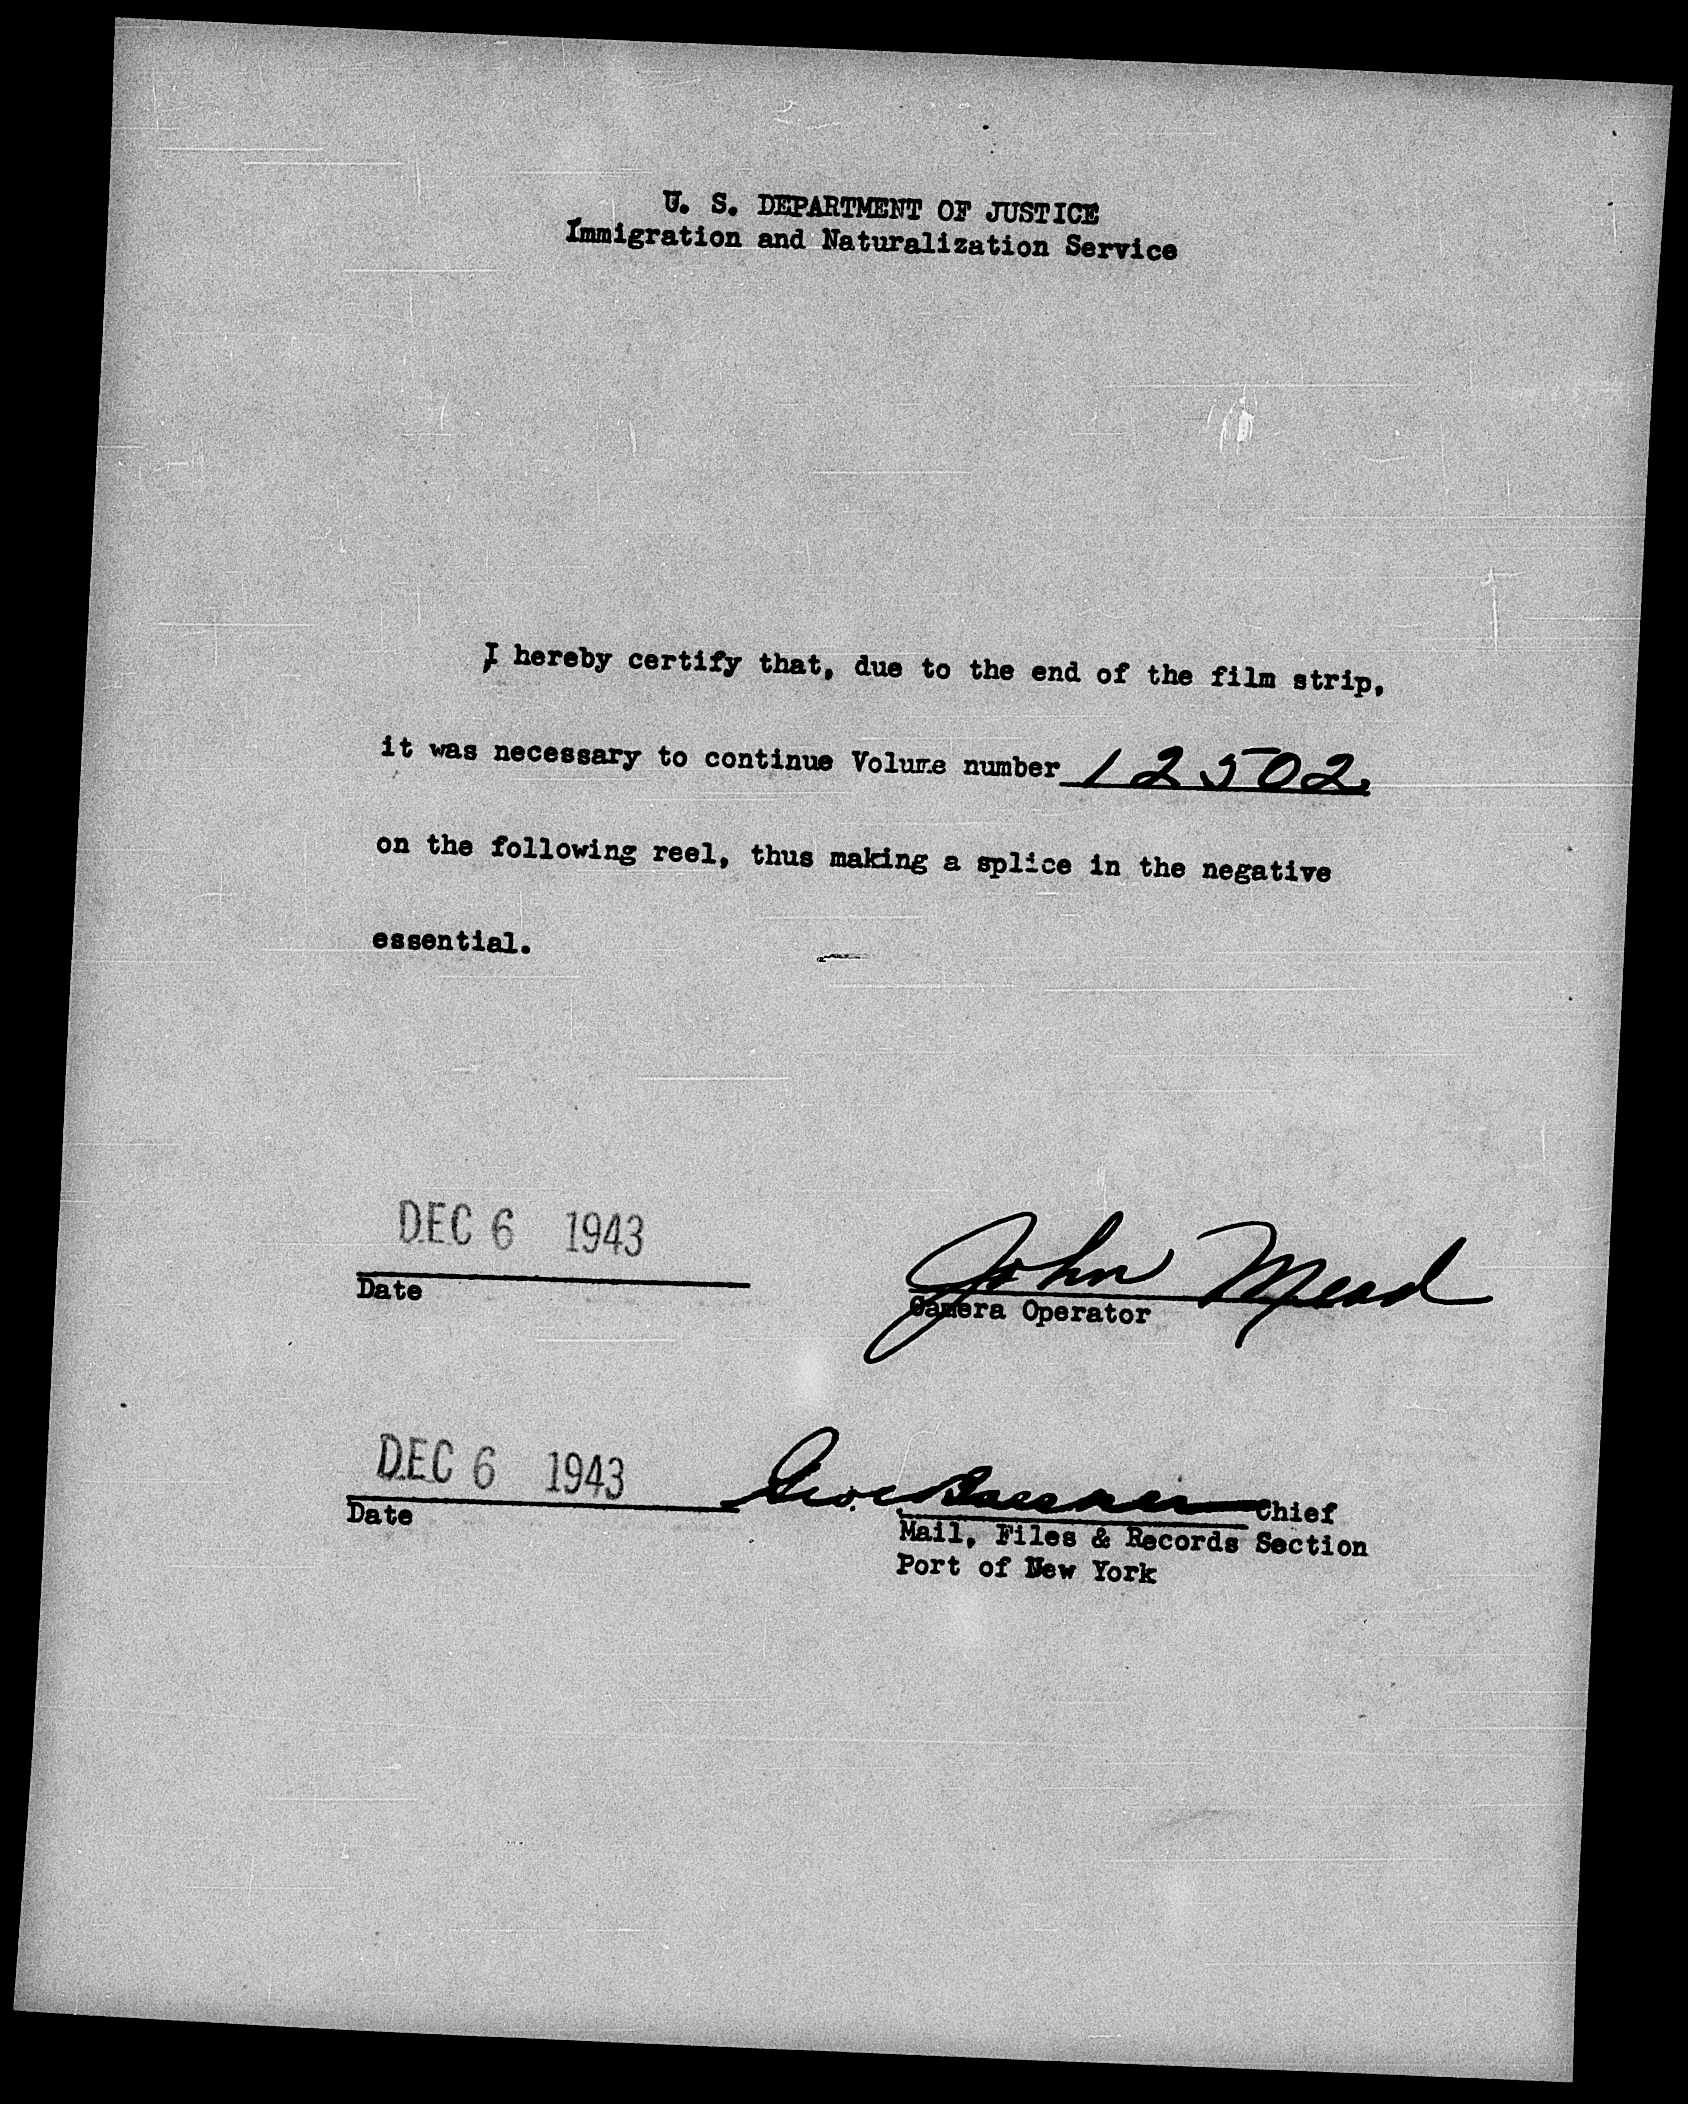 U. S. DEPARTMENT OF JUSTICE
Immigration and Naturalization Service
I hereby certify that, due to the end of the film strip,
it was necessary to continue Volume number 12502
on the following reel, thus making a splice in the negative
essential.
DEC 6 1943
Date
John Mead
Camera Operator
DEC 6 1943
Date
Chief
Mail, Files & Records Section
Port of New York